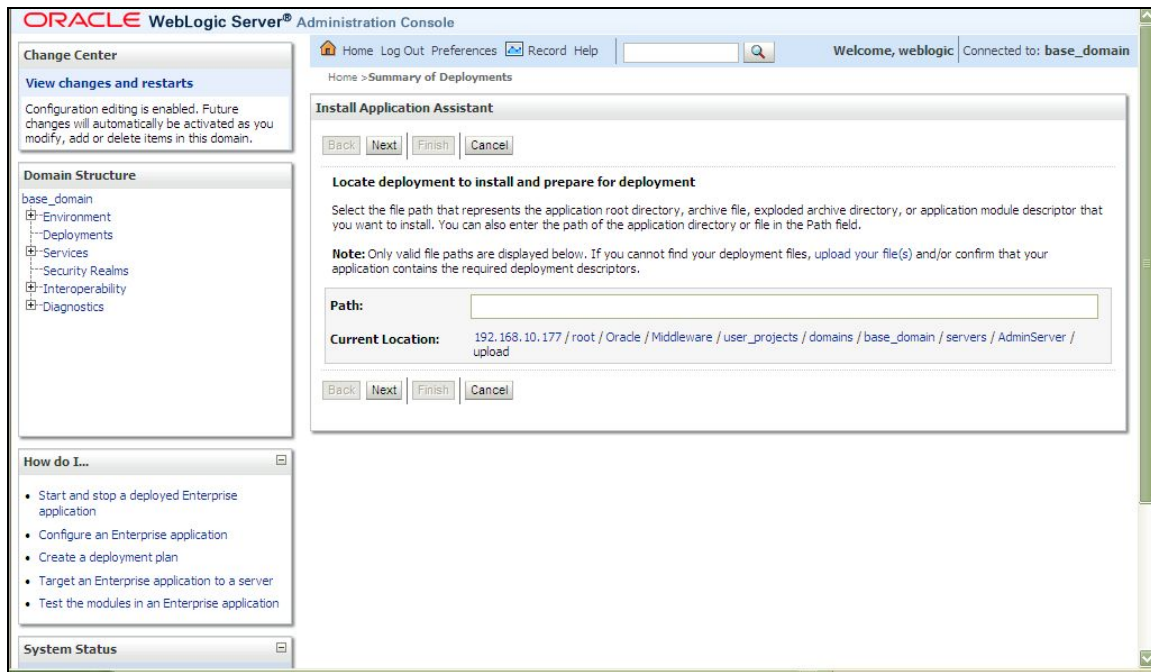 ORACLE WebLogic Server® Administration Console
Change Center
View changes and restarts
Configuration editing is enabled. Future
changes will automatically be activated as you
modify, add or delete items in this domain.
Domain Structure
base_domain
Environment
Deployments
Services
Security Realms
Interoperability
Diagnostics
How do I...
Start and stop a deployed Enterprise
application
Configure an Enterprise application
Create a deployment plan
Target an Enterprise application to a server
Test the modules in an Enterprise application
System Status
Home Log Out Preferences Record Help
Welcome, weblogic Connected to: base_domain
Home >Summary of Deployments
Install Application Assistant
Back Next Finish Cancel
Locate deployment to install and prepare for deployment
Select the file path that represents the application root directory, archive file, exploded archive directory, or application module descriptor that
you want to install. You can also enter the path of the application directory or file in the Path field.
Note: Only valid file paths are displayed below. If you cannot find your deployment files, upload your file(s) and/or confirm that your
application contains the required deployment descriptors.
Path:
Current Location: 192.168.10.177 / root / Oracle / Middleware / user_projects / domains / base_domain / servers / AdminServer /
upload
Back Next Finish Cancel